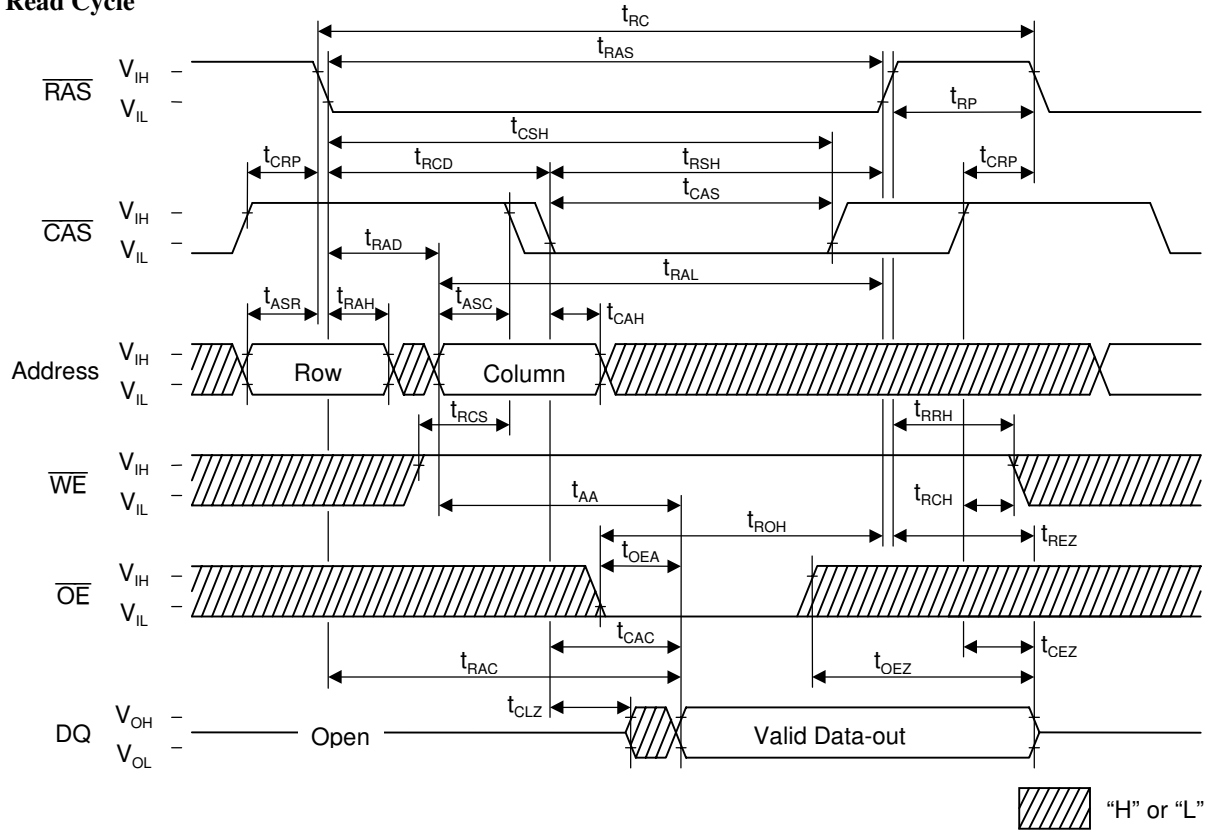 Read Cycle
tRC
tRAS
RAS
VIH
VIL
tRP
tCSH
tCRP
tRCD
tRSH
tCRP
tCAS
CAS
VIH
VIL
tRAD
tRAL
tASR
tRAH
tASC
tCAH
Address
VIH
VIL
Row
Column
tRCS
tRRH
WE
VIH
VIL
tAA
tRCH
tROH
tREZ
tOEA
OE
VIH
VIL
tCAC
tCEZ
tRAC
tOEZ
tCLZ
DQ
VOH
VOL
Open
Valid Data-out
“H” or “L”